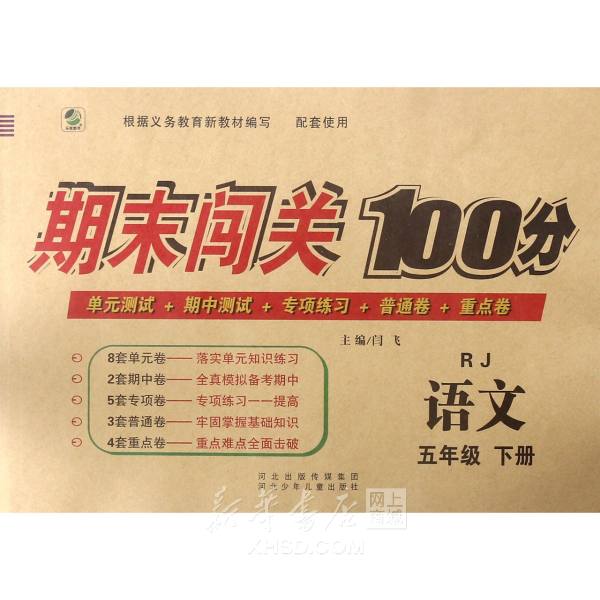 根据义务教育新教材编写 配套使用
期末闯关100分
单元测试 + 期中测试 + 专项练习 + 普通卷 + 重点卷
主编/闫 飞
8套单元卷——落实单元知识练习
2套期中卷——全真模拟备考期中
5套专项卷——专项练习一一提高
3套普通卷——牢固掌握基础知识
4套重点卷——重点难点全面击破
RJ
语文
五年级 下册
河北出版传媒集团
河北少年儿童出版社
新华书店 网上商城
XHSD.COM